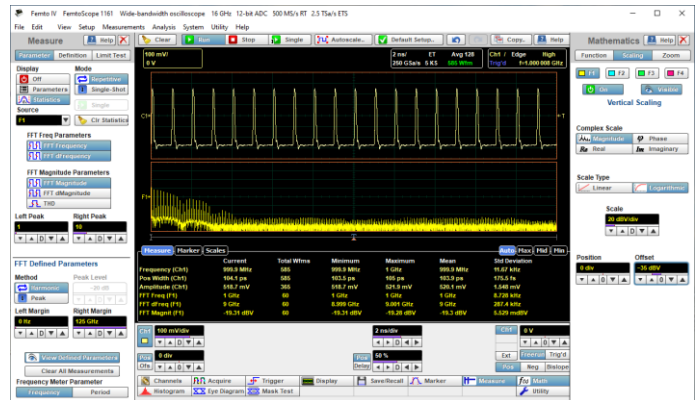 Femto IV FemtoScope 1161 Wide-bandwidth oscilloscope 16 GHz 12-bit ADC 500 MS/s RT 2.5 TSa/s ETS
File Edit View Setup Measurements Analysis System Utility Help
Measure Help
Clear Run Stop Single Autoscale... Default Setup... Copy.. Help
Mathematics Help
Parameter Definition Limit Test
100 mV/
0 V
2 ns/ ET Avg 128
250 GSa/s 5 KS 585 Wfm
Ch1 / Edge High
Trig'd f=1.000 008 GHz
Function Scaling Zoom
Display Mode
Off Repetitive
Parameters Single-Shot
Statistics Single
Source
F1 Clr Statistics
FFT Freq Parameters
FFT Frequency
FFT dFrequency
FFT Magnitude Parameters
FFT Magnitude
FFT dMagnitude
THD
Left Peak Right Peak
1 10
D D
FFT Defined Parameters
Method Peak Level
Harmonic -20 dB
Peak D
Left Margin Right Margin
0 Hz 125 GHz
D D
View Defined Parameters
Clear All Measurements
Frequency Meter Parameter
Frequency Period
C1 T
F1
Measure Marker Scales Auto Max Mid Min
Current Total Wfms Minimum Maximum Mean Std Deviation
Frequency (Ch1) 999.9 MHz 585 999.9 MHz 1 GHz 999.9 MHz 11.67 kHz
Pos Width (Ch1) 104.1 ps 585 103.5 ps 105 ps 103.9 ps 175.5 fs
Amplitude (Ch1) 518.7 mV 365 518.7 mV 521.9 mV 520.1 mV 1.548 mV
FFT Freq (F1) 1 GHz 60 1 GHz 1 GHz 1 GHz 8.728 kHz
FFT dFreq (F1) 9 GHz 60 8.999 GHz 9.001 GHz 9 GHz 287.4 kHz
FFT Magnit (F1) -19.31 dBV 60 -19.31 dBV -19.28 dBV -19.3 dBV 5.529 mdBV
Ch1 100 mV/div 2 ns/div Ch1 0 V
D D 0
Pos 0 div Pos 50 % Ext Freerun Trig'd
Ofs 0 Delay D Pos Neg Bislope
Channels Acquire Trigger Display Save/Recall Marker Measure Math
Histogram Eye Diagram Mask Test Utility
F1 F2 F3 F4
On Visible
Vertical Scaling
Complex Scale
Magnitude Phase
Re Real Im Imaginary
Scale Type
Linear Logarithmic
Scale
20 dBV/div
D
Position Offset
0 div -35 dBV
0 D